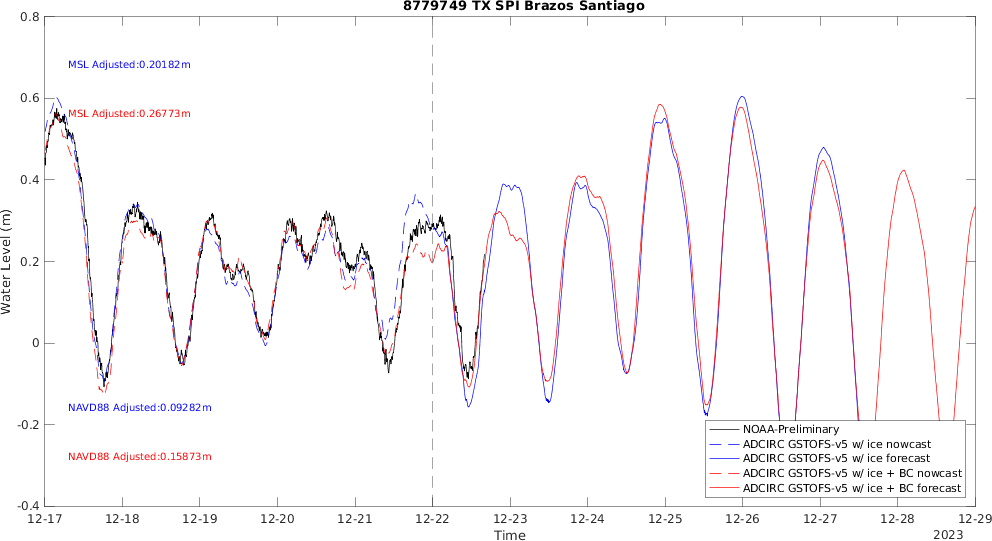 8779749 TX SPI Brazos Santiago
0.8
0.6
0.4
0.2
0
-0.2
-0.4
Water Level (m)
MSL Adjusted:0.20182m
MSL Adjusted:0.26773m
NAVD88 Adjusted:0.09282m
NAVD88 Adjusted:0.15873m
NOAA-Preliminary
ADCIRC GSTOFS-v5 w/ ice nowcast
ADCIRC GSTOFS-v5 w/ ice forecast
ADCIRC GSTOFS-v5 w/ ice + BC nowcast
ADCIRC GSTOFS-v5 w/ ice + BC forecast
12-17 12-18 12-19 12-20 12-21 12-22 12-23 12-24 12-25 12-26 12-27 12-28 12-29
Time
2023